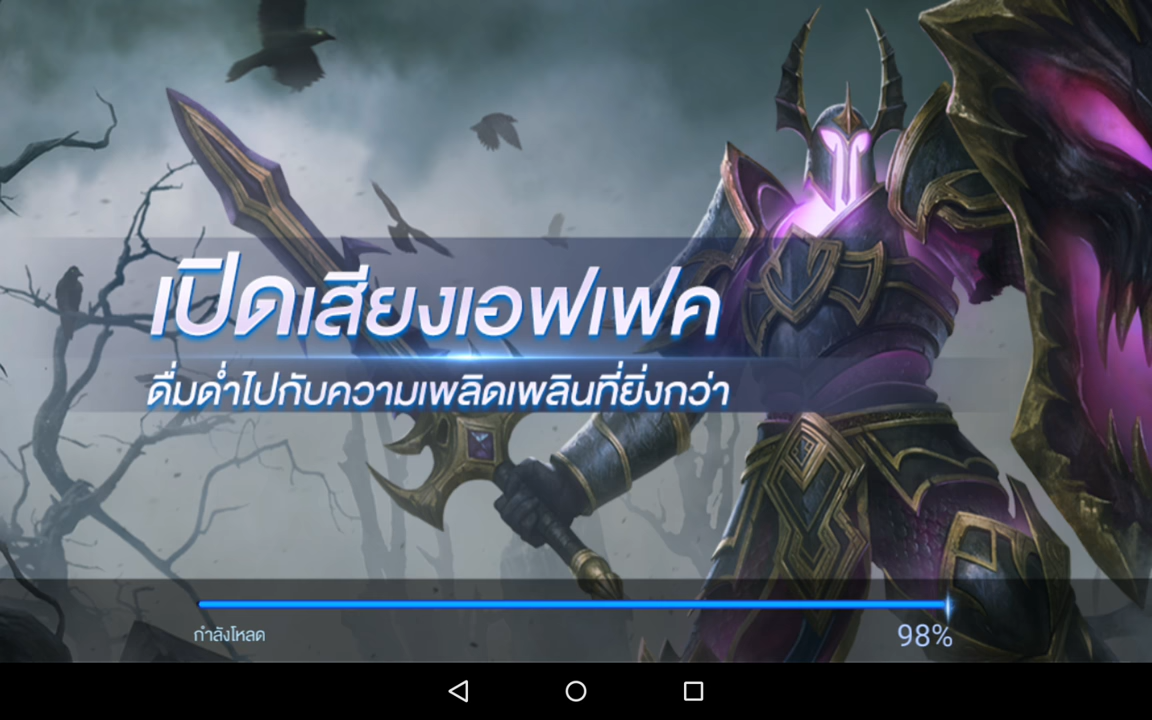 เปิดเสียงเอฟเฟค
ดื่มด่ำไปกับความเพลิดเพลินที่ยิ่งกว่า
กำลังโหลด
98%